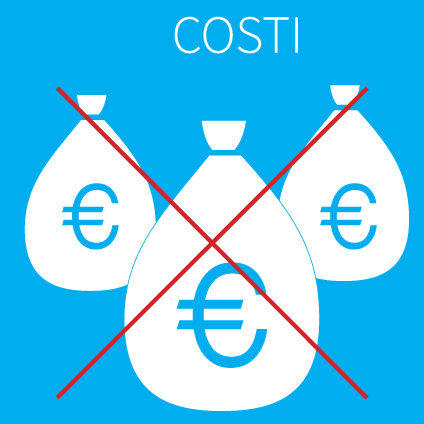 COSTI
€ € €